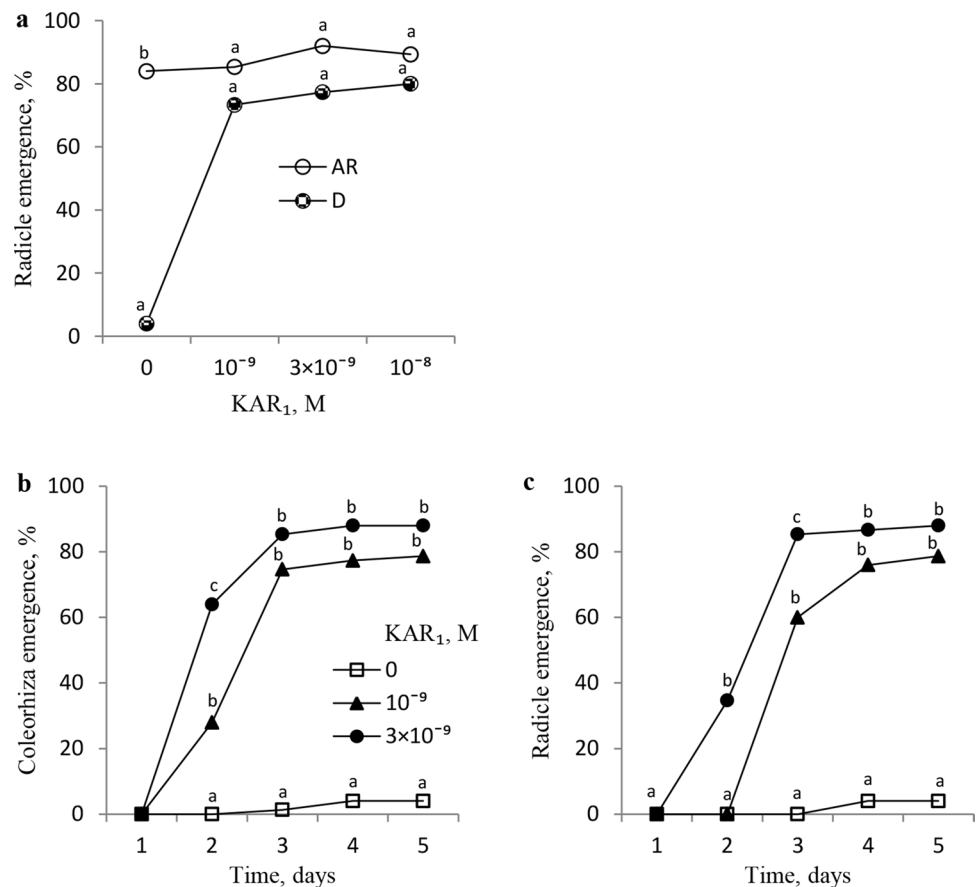 a
Radicle emergence, %
100
80
60
40
20
0
b
a
a
a
a
a
a
a
AR
D
0
10⁻⁹
3×10⁻⁹
10⁻⁸
KAR₁, M
b
Coleorhiza emergence, %
100
80
60
40
20
0
c
b
b
b
b
b
b
b
a
a
a
a
KAR₁, M
0
10⁻⁹
3×10⁻⁹
1
2
3
4
5
Time, days
c
Radicle emergence, %
100
80
60
40
20
0
a
b
a
c
b
a
b
b
a
b
b
a
1
2
3
4
5
Time, days